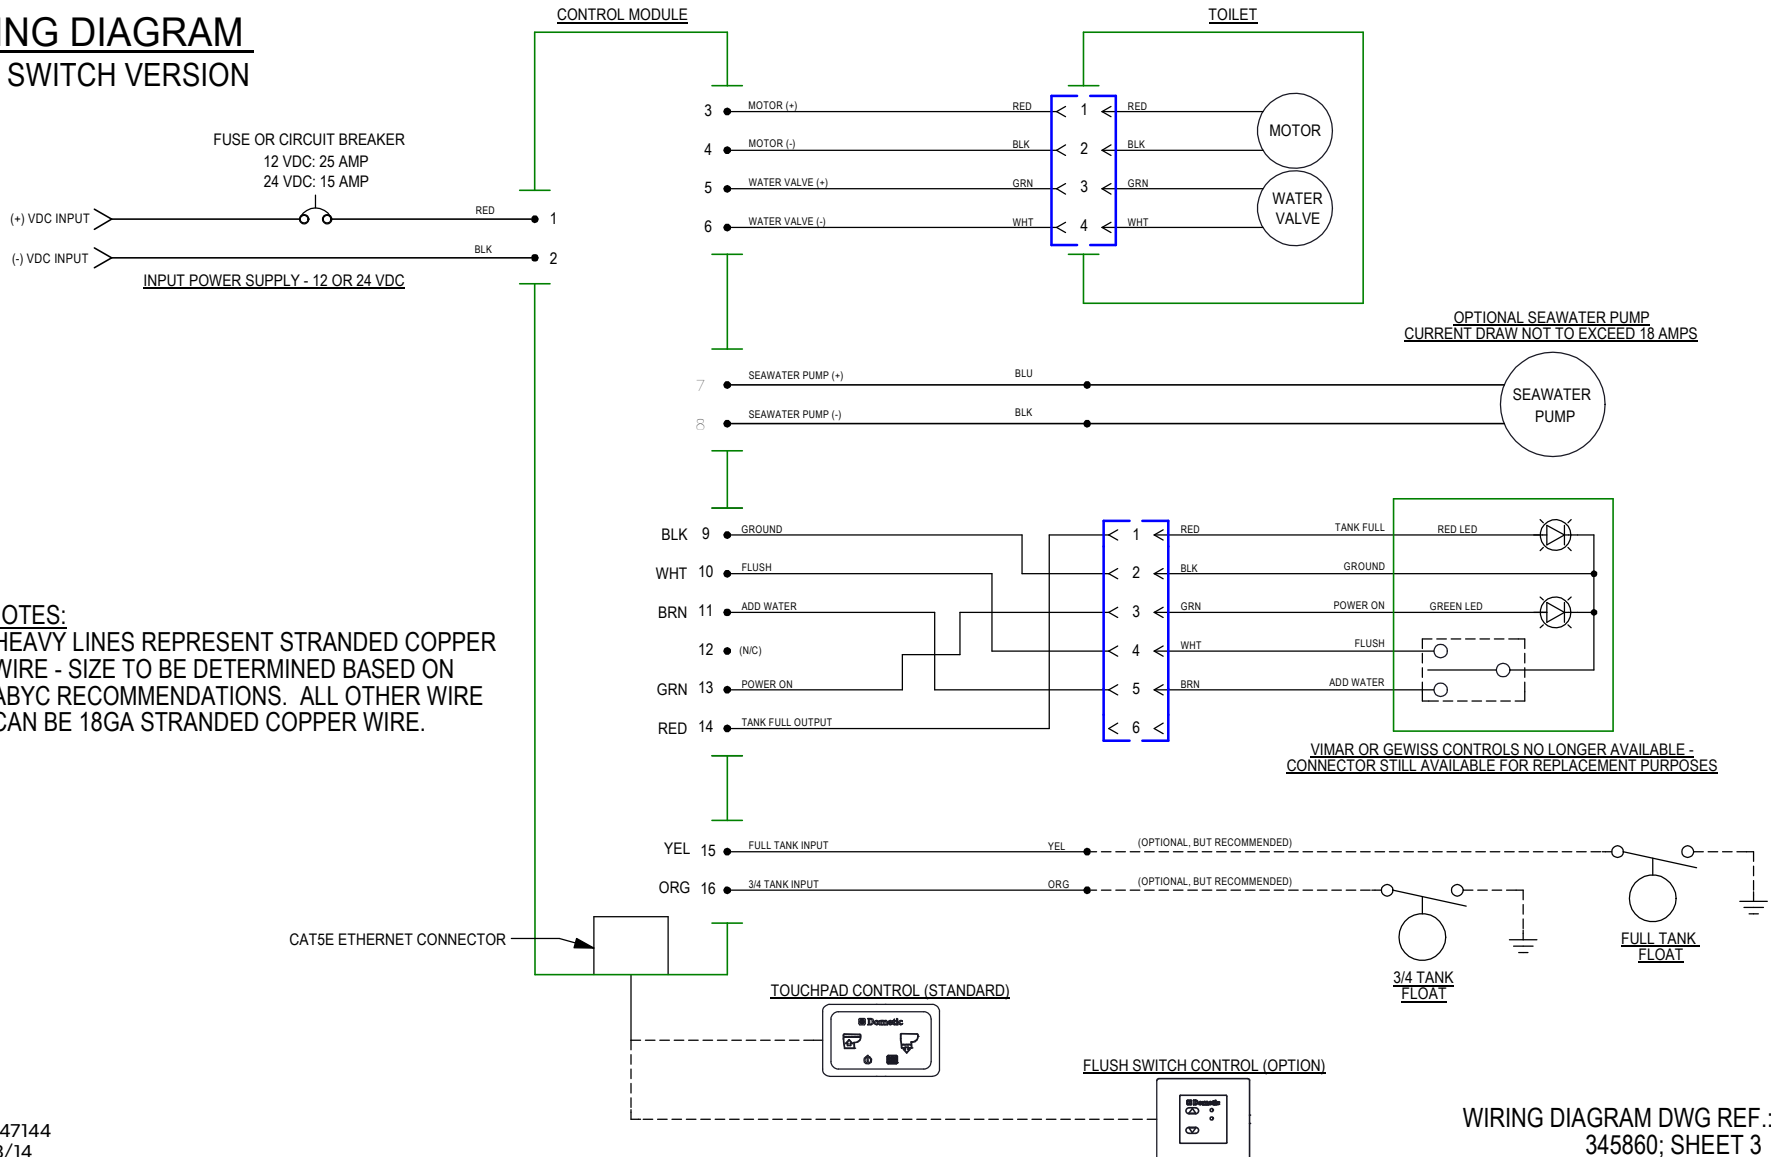 ING DIAGRAM
SWITCH VERSION
CONTROL MODULE
TOILET
FUSE OR CIRCUIT BREAKER
12 VDC: 25 AMP
24 VDC: 15 AMP
(+) VDC INPUT
RED
1
(-) VDC INPUT
BLK
2
INPUT POWER SUPPLY - 12 OR 24 VDC
3 MOTOR (+) RED 1 RED
4 MOTOR (-) BLK 2 BLK
MOTOR
5 WATER VALVE (+) GRN 3 GRN
6 WATER VALVE (-) WHT 4 WHT
WATER
VALVE
OPTIONAL SEAWATER PUMP
CURRENT DRAW NOT TO EXCEED 18 AMPS
7 SEAWATER PUMP (+) BLU
8 SEAWATER PUMP (-) BLK
SEAWATER
PUMP
BLK 9 GROUND 1 RED TANK FULL RED LED
WHT 10 FLUSH 2 BLK GROUND
BRN 11 ADD WATER 3 GRN POWER ON GREEN LED
12 (N/C) 4 WHT FLUSH
GRN 13 POWER ON 5 BRN ADD WATER
RED 14 TANK FULL OUTPUT 6
VIMAR OR GEWISS CONTROLS NO LONGER AVAILABLE -
CONNECTOR STILL AVAILABLE FOR REPLACEMENT PURPOSES
OTES:
HEAVY LINES REPRESENT STRANDED COPPER
WIRE - SIZE TO BE DETERMINED BASED ON
ABYC RECOMMENDATIONS. ALL OTHER WIRE
CAN BE 18GA STRANDED COPPER WIRE.
YEL 15 FULL TANK INPUT YEL (OPTIONAL, BUT RECOMMENDED)
ORG 16 3/4 TANK INPUT ORG (OPTIONAL, BUT RECOMMENDED)
FULL TANK
FLOAT
3/4 TANK
FLOAT
CAT5E ETHERNET CONNECTOR
TOUCHPAD CONTROL (STANDARD)
Dometic
FLUSH SWITCH CONTROL (OPTION)
Dometic
47144
3/14
WIRING DIAGRAM DWG REF.:
345860; SHEET 3